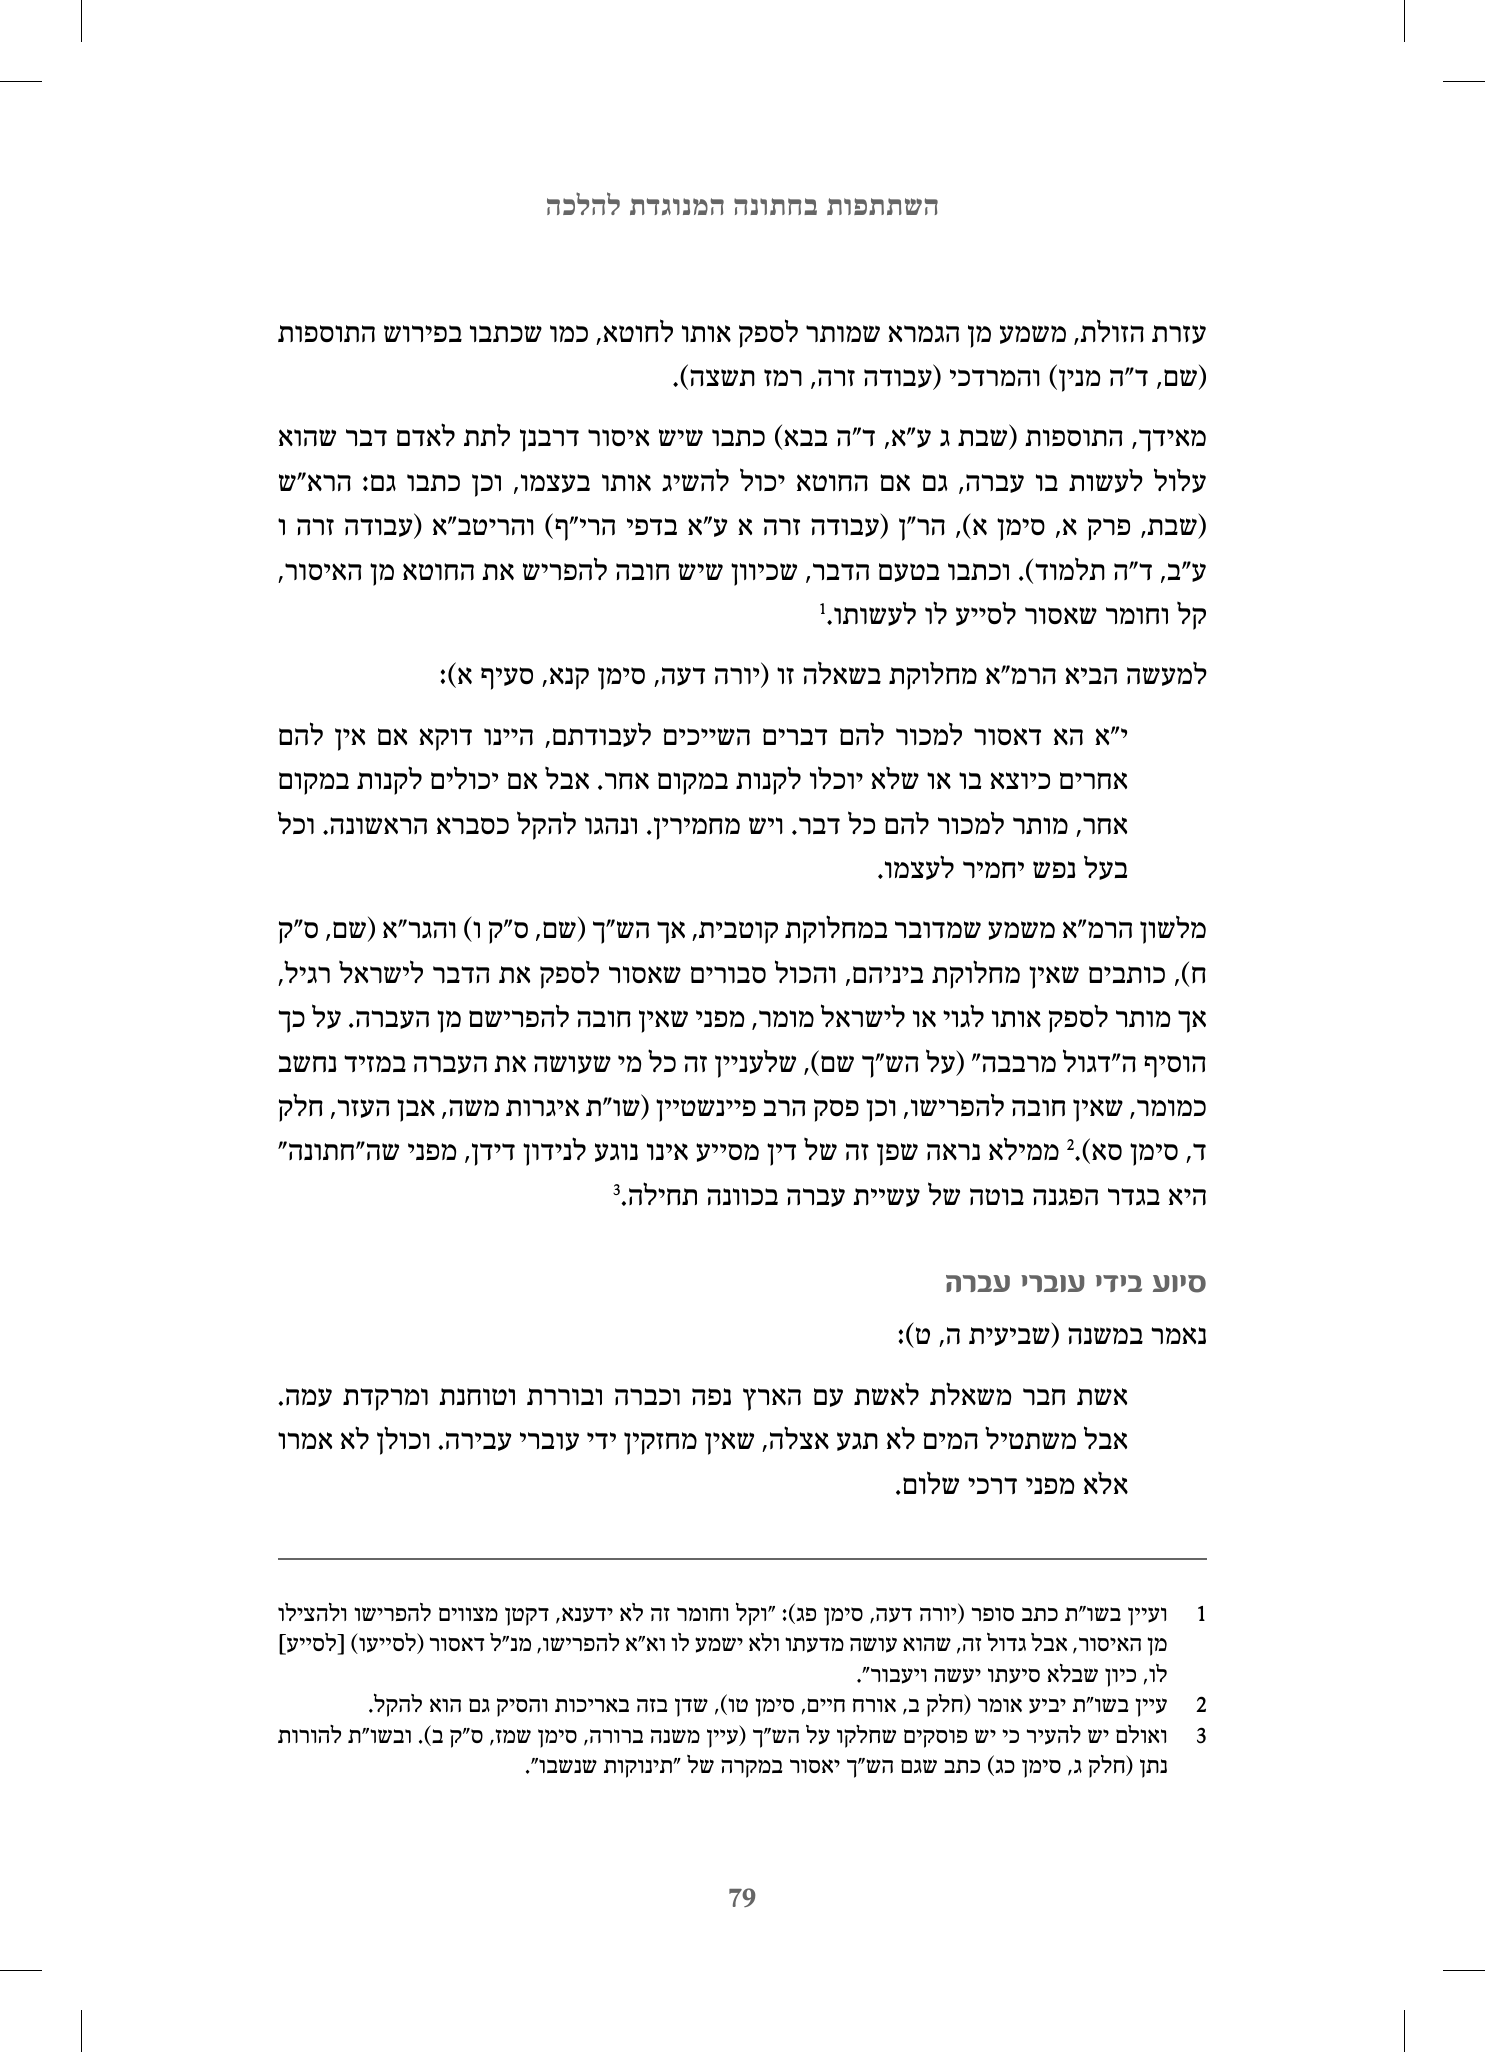 השתתפות בחתונה המנוגדת להלכה
עזרת הזולת, משמע מן הגמרא שמותר לספק אותו לחוטא, כמו שכתבו בפירוש התוספות
(שם, ד"ה מנין) והמרדכי (עבודה זרה, רמז תשצה).
מאידך, התוספות (שבת ג ע"א, ד"ה בבא) כתבו שיש איסור דרבנן לתת לאדם דבר שהוא
עלול לעשות בו עברה, גם אם החוטא יכול להשיג אותו בעצמו, וכן כתבו גם: הרא"ש
(שבת, פרק א, סימן א), הר"ן (עבודה זרה א ע"א בדפי הרי"ף) והריטב"א (עבודה זרה ו
ע"ב, ד"ה תלמוד). וכתבו בטעם הדבר, שכיוון שיש חובה להפריש את החוטא מן האיסור,
קל וחומר שאסור לסייע לו לעשותו.1
למעשה הביא הרמ"א מחלוקת בשאלה זו (יורה דעה, סימן קנא, סעיף א):
י"א הא דאסור למכור להם דברים השייכים לעבודתם, היינו דוקא אם אין להם
אחרים כיוצא בו או שלא יוכלו לקנות במקום אחר. אבל אם יכולים לקנות במקום
אחר, מותר למכור להם כל דבר. ויש מחמירין. ונהגו להקל כסברא הראשונה. וכל
בעל נפש יחמיר לעצמו.
מלשון הרמ"א משמע שמדובר במחלוקת קוטבית, אך הש"ך (שם, ס"ק ו) והגר"א (שם, ס"ק
ח), כותבים שאין מחלוקת ביניהם, והכול סבורים שאסור לספק את הדבר לישראל רגיל,
אך מותר לספק אותו לגוי או לישראל מומר, מפני שאין חובה להפרישם מן העברה. על כך
הוסיף ה"דגול מרבבה" (על הש"ך שם), שלעניין זה כל מי שעושה את העברה במזיד נחשב
כמומר, שאין חובה להפרישו, וכן פסק הרב פיינשטיין (שו"ת איגרות משה, אבן העזר, חלק
ד, סימן סא).2 ממילא נראה שפן זה של דין מסייע אינו נוגע לנידון דידן, מפני שה"חתונה"
היא בגדר הפגנה בוטה של עשיית עברה בכוונה תחילה.3
סיוע בידי עוברי עברה
נאמר במשנה (שביעית ה, ט):
אשת חבר משאלת לאשת עם הארץ נפה וכברה ובוררת וטוחנת ומרקדת עמה.
אבל משתטיל המים לא תגע אצלה, שאין מחזקין ידי עוברי עבירה. וכולן לא אמרו
אלא מפני דרכי שלום.
1 ועיין בשו"ת כתב סופר (יורה דעה, סימן פג): "וקל וחומר זה לא ידענא, דקטן מצווים להפרישו ולהצילו
מן האיסור, אבל גדול זה, שהוא עושה מדעתו ולא ישמע לו וא"א להפרישו, מנ"ל דאסור (לסייעו) [לסייע]
לו, כיון שבלא סיעתו יעשה ויעבור".
2 עיין בשו"ת יביע אומר (חלק ב, אורח חיים, סימן טו), שדן בזה באריכות והסיק גם הוא להקל.
3 ואולם יש להעיר כי יש פוסקים שחלקו על הש"ך (עיין משנה ברורה, סימן שמז, ס"ק ב). ובשו"ת להורות
נתן (חלק ג, סימן כג) כתב שגם הש"ך יאסור במקרה של "תינוקות שנשבו".
79